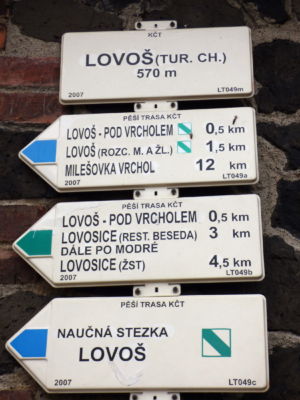 KČT
LOVOŠ (TUR. CH.)
570 m
2007 LT049m
PĚŠÍ TRASA KČT
LOVOŠ - POD VRCHOLEM 0,5 km
LOVOŠ (ROZC. M. A ŽL.) 1,5 km
MILEŠOVKA VRCHOL 12 km
2007 LT049a
PĚŠÍ TRASA KČT
LOVOŠ - POD VRCHOLEM 0,5 km
LOVOSICE (REST. BESEDA) 3 km
DÁLE PO MODRÉ
LOVOSICE (ŽST) 4,5 km
2007 LT049b
PĚŠÍ TRASA KČT
NAUČNÁ STEZKA
LOVOŠ
2007 LT049c